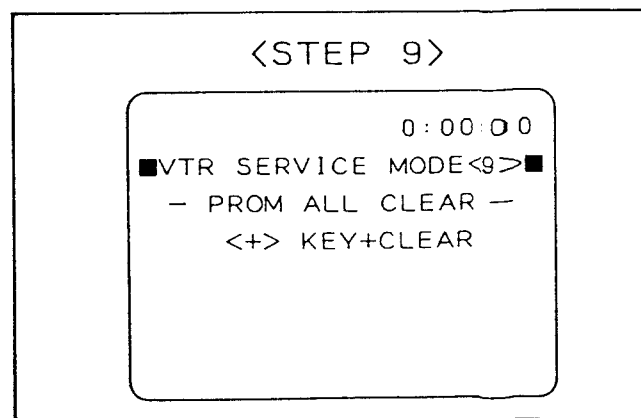 <STEP 9>
0:00:00
■VTR SERVICE MODE<9>■
— PROM ALL CLEAR —
<+> KEY+CLEAR